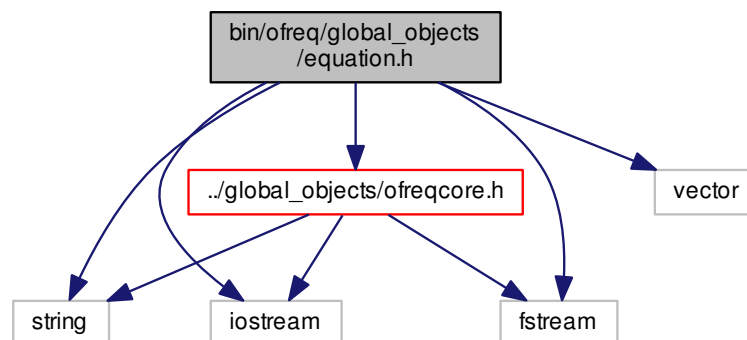 bin/ofreq/global_objects
/equation.h
../global_objects/ofreqcore.h
vector
string
iostream
fstream